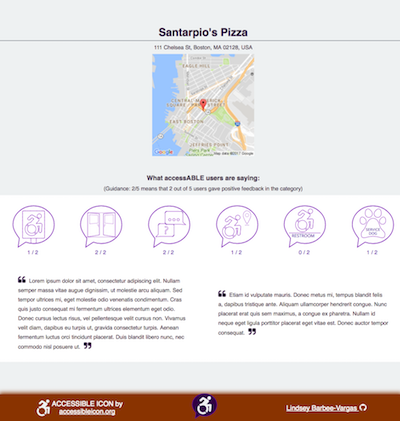 Santarpio's Pizza
111 Chelsea St, Boston, MA 02128, USA
EAGLE HILL
CENTRAL MAVERICK
SQUARE - PARIS STREET
EAST BOSTON
JEFFRIES POINT
Piers Park
Google
Map data ©2017 Google
What accessABLE users are saying:
(Guidance: 2/5 means that 2 out of 5 users gave positive feedback in the category)
?
RESTROOM
SERVICE
DOG
1 / 2
2 / 2
2 / 2
1 / 2
0 / 2
1 / 2
“ Lorem ipsum dolor sit amet, consectetur adipiscing elit. Nullam
semper massa vitae augue dignissim, ut molestie arcu aliquam. Sed
tempor ultrices mi, eget molestie odio venenatis condimentum. Cras
quis justo consequat mi fermentum ultrices elementum eget odio.
Donec cursus lectus risus, vel pellentesque velit cursus non. Vivamus
velit diam, dapibus eu turpis ut, gravida consectetur turpis. Aenean
fermentum luctus orci tincidunt placerat. Duis blandit libero nunc, nec
commodo nisl posuere ut. ”
“ Etiam id vulputate mauris. Donec metus mi, tempus blandit felis
a, dapibus tristique ante. Aliquam ullamcorper hendrerit congue. Nunc
placerat erat quis sem maximus, a congue ex pharetra. Nullam id
neque eget ligula porttitor placerat eget vitae est. Donec auctor tempor
consequat. ”
ACCESSIBLE ICON by
accessibleicon.org
Lindsey Barbee-Vargas